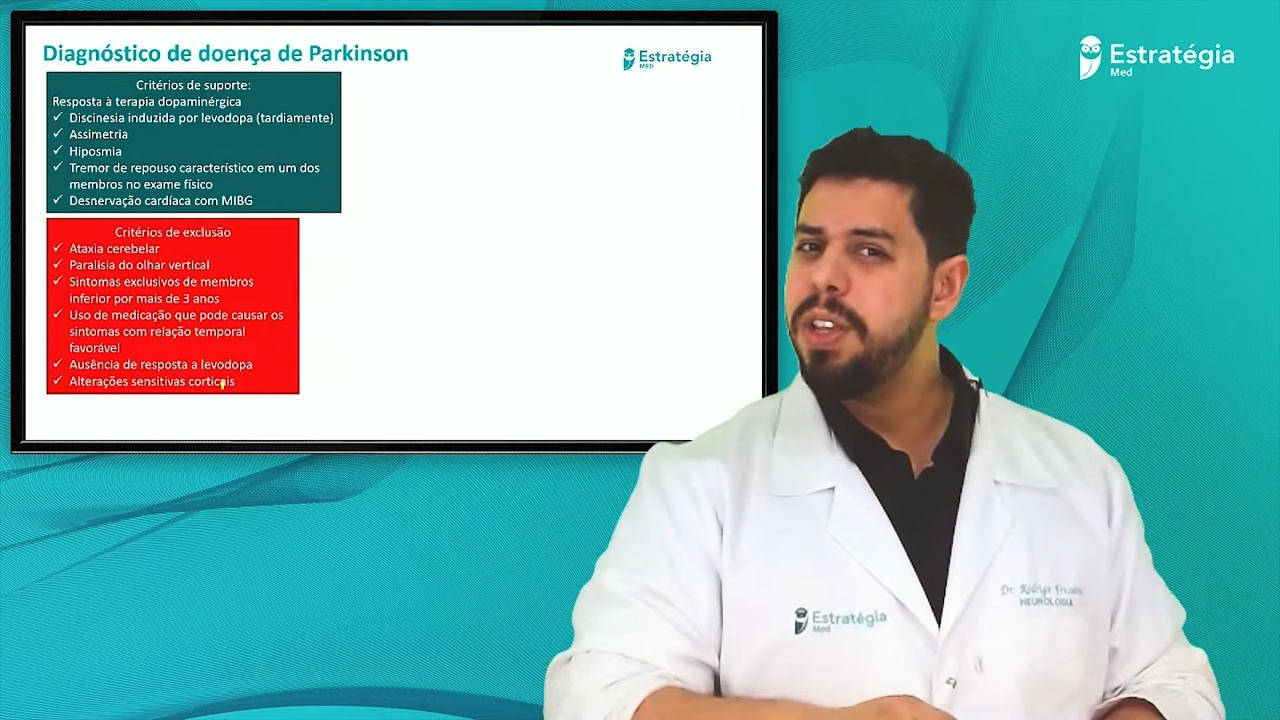 Diagnóstico de doença de Parkinson
Estratégia
MED
Critérios de suporte:
Resposta à terapia dopaminérgica
✓ Discinesia induzida por levodopa (tardiamente)
✓ Assimetria
✓ Hiposmia
✓ Tremor de repouso característico em um dos
membros no exame físico
✓ Desnervação cardíaca com MIBG
Critérios de exclusão
✓ Ataxia cerebelar
✓ Paralisia do olhar vertical
✓ Sintomas exclusivos de membros
inferior por mais de 3 anos
✓ Uso de medicação que pode causar os
sintomas com relação temporal
favorável
✓ Ausência de resposta a levodopa
✓ Alterações sensitivas corticais
Estratégia
Med
Dr. Rodrigo
NEUROLOGIA
Estratégia
Med